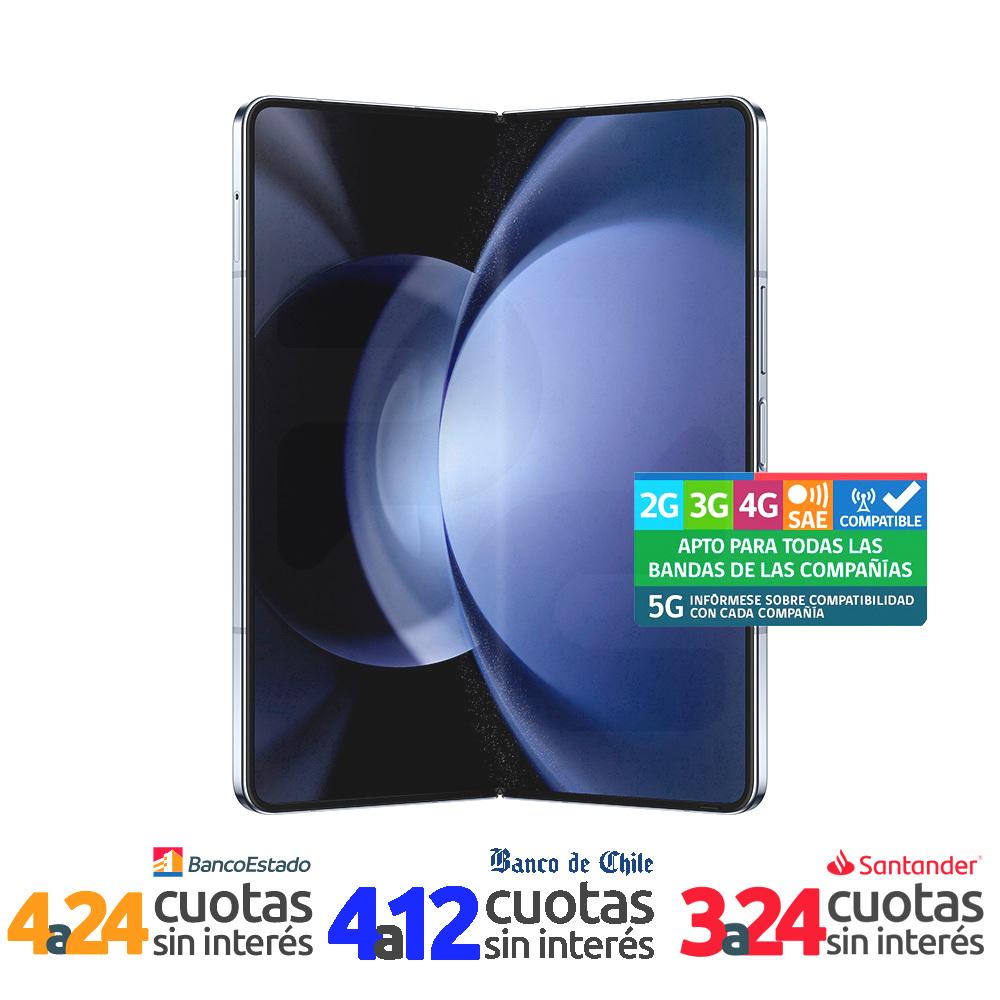 2G 3G 4G SAE COMPATIBLE
APTO PARA TODAS LAS
BANDAS DE LAS COMPAÑÍAS
5G INFÓRMESE SOBRE COMPATIBILIDAD
CON CADA COMPAÑÍA
BancoEstado
4a24 cuotas
sin interés
Banco de Chile
4a12 cuotas
sin interés
Santander
3a24 cuotas
sin interés